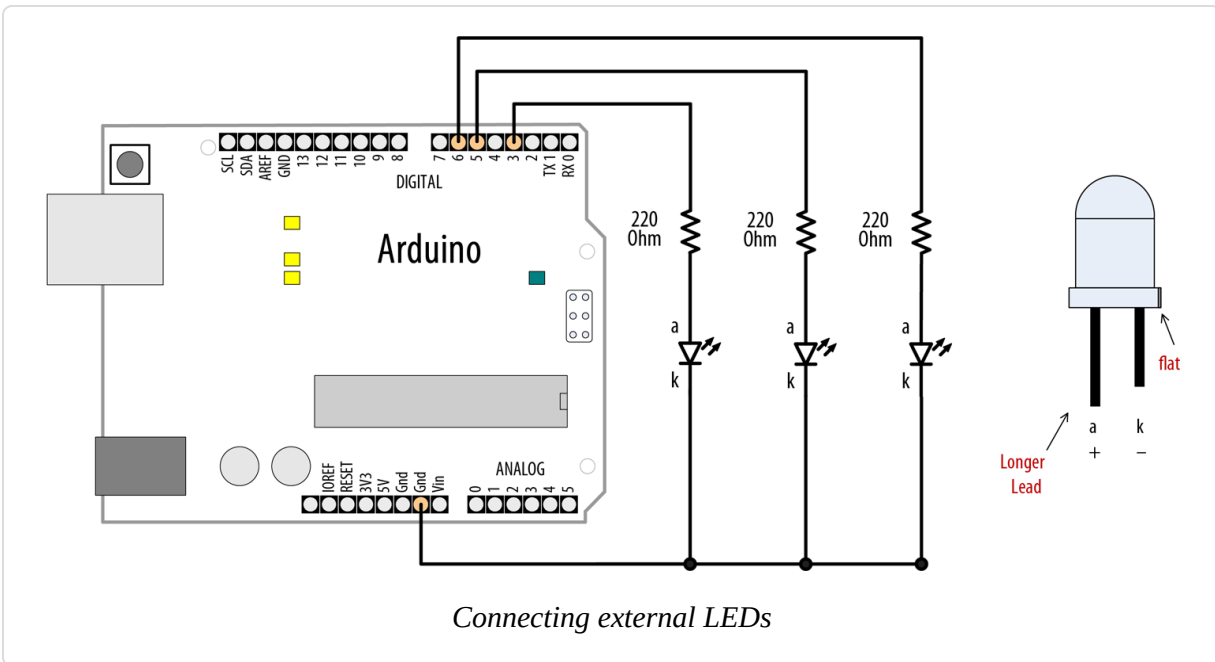 SCL
SDA
AREF
GND
13
12
11
10
9
8
7
6
5
4
3
2
TX 1
RX 0
DIGITAL
Arduino
220
Ohm
220
Ohm
220
Ohm
a
k
a
k
a
k
flat
a
k
+
–
Longer
Lead
IOREF
RESET
3V3
5V
Gnd
Gnd
Vin
ANALOG
0
1
2
3
4
5
Connecting external LEDs